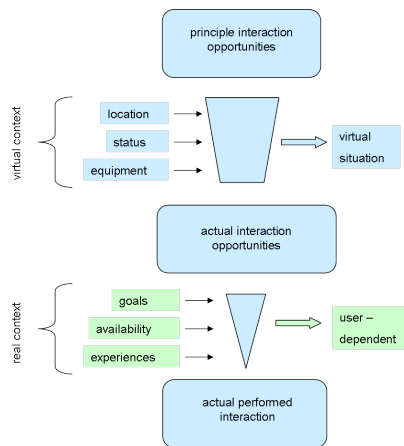 principle interaction
opportunities
virtual context
location
status
equipment
virtual
situation
actual interaction
opportunities
real context
goals
availability
experiences
user –
dependent
actual performed
interaction